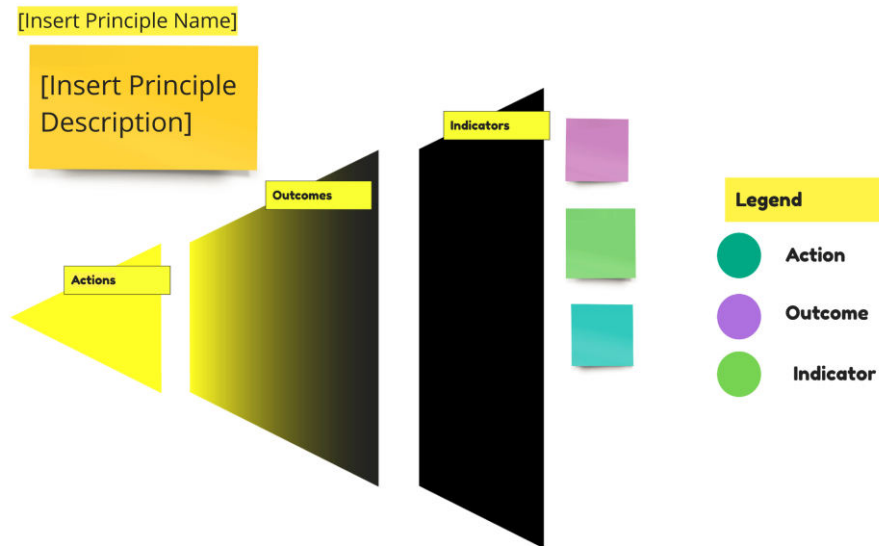 [Insert Principle Name]
[Insert Principle
Description]
Indicators
Outcomes
Actions
Legend
Action
Outcome
Indicator